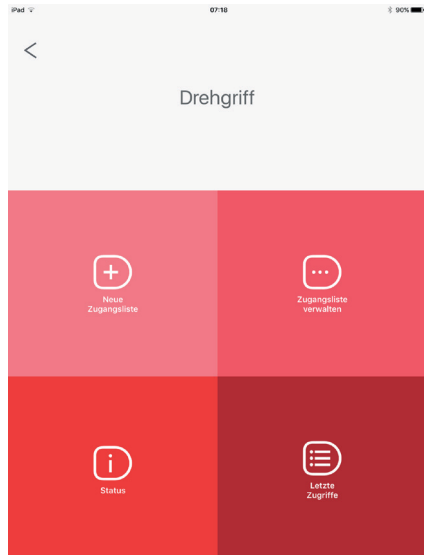 iPad 07:18 90%
Drehgriff
Neue
Zugangsliste
Zugangsliste
verwalten
Status
Letzte
Zugriffe